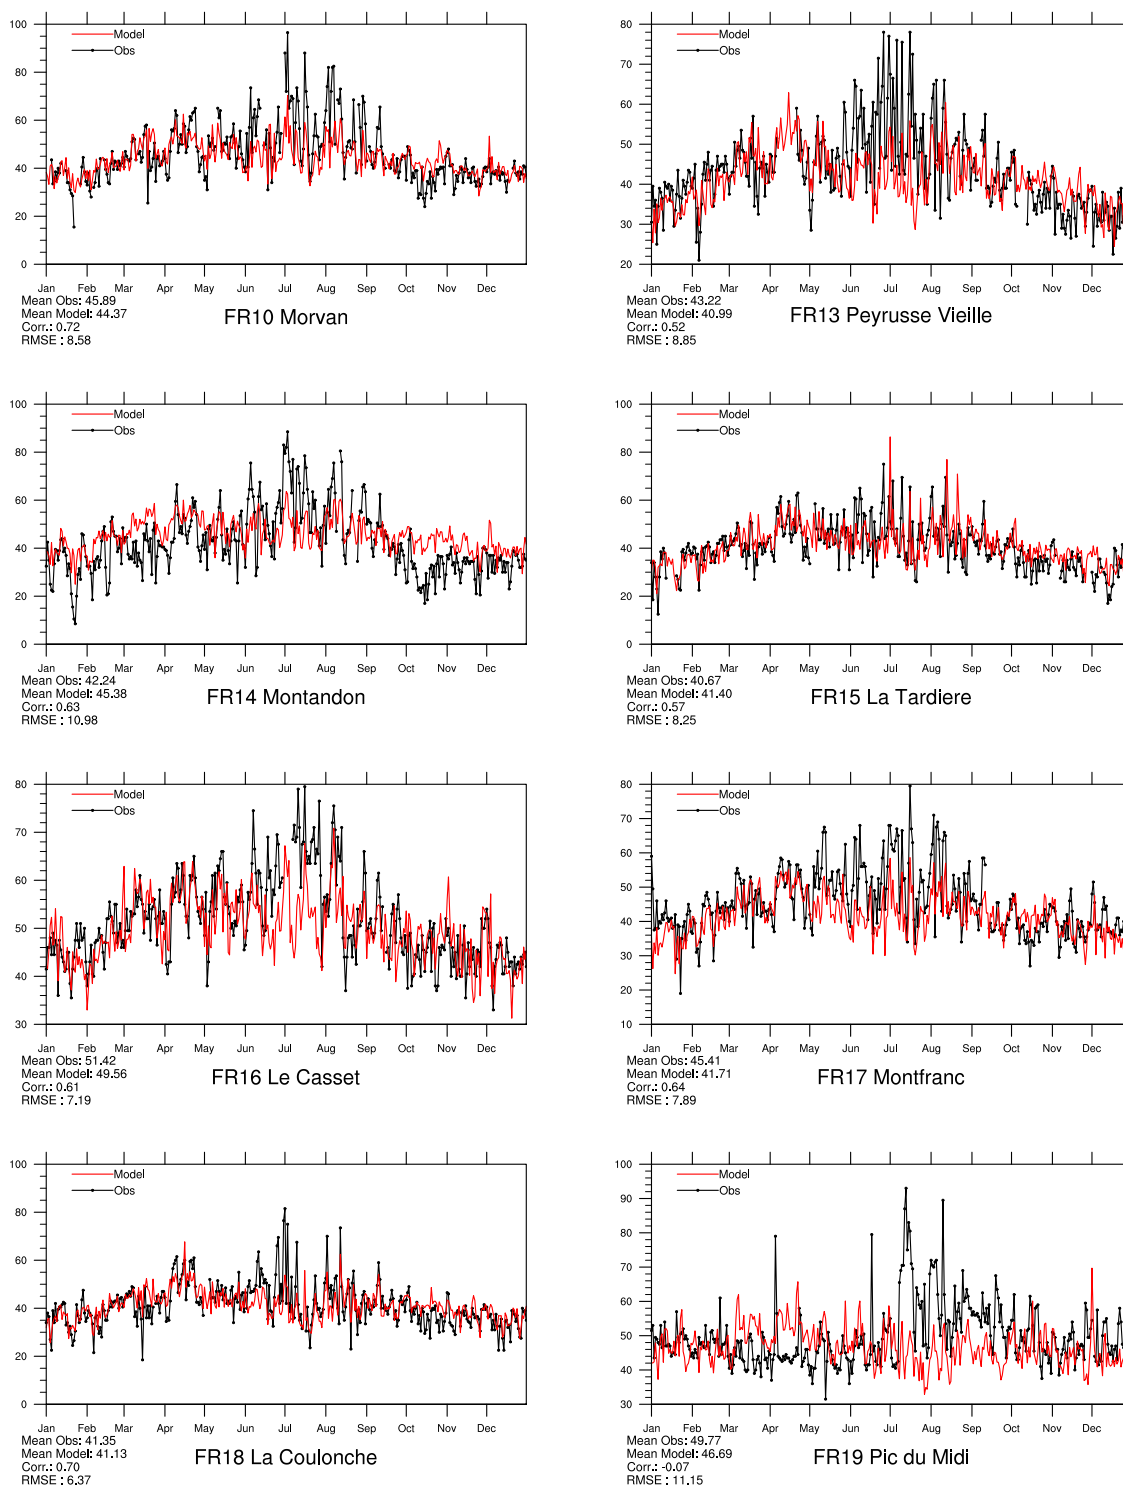 100
80
60
40
20
0
Model
Obs
Jan Feb Mar Apr May Jun Jul Aug Sep Oct Nov Dec
Mean Obs: 45.89
Mean Model: 44.37
Corr.: 0.72
RMSE : 8.58
FR10 Morvan
80
70
60
50
40
30
20
Model
Obs
Jan Feb Mar Apr May Jun Jul Aug Sep Oct Nov Dec
Mean Obs: 43.22
Mean Model: 40.99
Corr.: 0.52
RMSE : 8.85
FR13 Peyrusse Vieille
100
80
60
40
20
0
Model
Obs
Jan Feb Mar Apr May Jun Jul Aug Sep Oct Nov Dec
Mean Obs: 42.24
Mean Model: 45.38
Corr.: 0.63
RMSE : 10.98
FR14 Montandon
100
80
60
40
20
0
Model
Obs
Jan Feb Mar Apr May Jun Jul Aug Sep Oct Nov Dec
Mean Obs: 40.67
Mean Model: 41.40
Corr.: 0.57
RMSE : 8.25
FR15 La Tardiere
80
70
60
50
40
30
Model
Obs
Jan Feb Mar Apr May Jun Jul Aug Sep Oct Nov Dec
Mean Obs: 51.42
Mean Model: 49.56
Corr.: 0.61
RMSE : 7.19
FR16 Le Casset
80
70
60
50
40
30
20
10
Model
Obs
Jan Feb Mar Apr May Jun Jul Aug Sep Oct Nov Dec
Mean Obs: 45.41
Mean Model: 41.71
Corr.: 0.64
RMSE : 7.89
FR17 Montfranc
100
80
60
40
20
0
Model
Obs
Jan Feb Mar Apr May Jun Jul Aug Sep Oct Nov Dec
Mean Obs: 41.35
Mean Model: 41.13
Corr.: 0.70
RMSE : 6.37
FR18 La Coulonche
100
90
80
70
60
50
40
30
Model
Obs
Jan Feb Mar Apr May Jun Jul Aug Sep Oct Nov Dec
Mean Obs: 49.77
Mean Model: 46.69
Corr.: -0.07
RMSE : 11.15
FR19 Pic du Midi